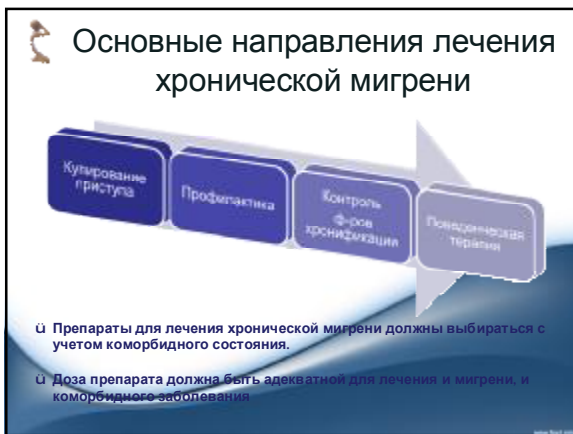 Основные направления лечения
хронической мигрени
Купирование
приступа
Профилактика
Контроль
ф-ров
хронификации
Поведенческая
терапия
ü Препараты для лечения хронической мигрени должны выбираться с
учетом коморбидного состояния.
ü Доза препарата должна быть адекватной для лечения и мигрени, и
коморбидного заболевания